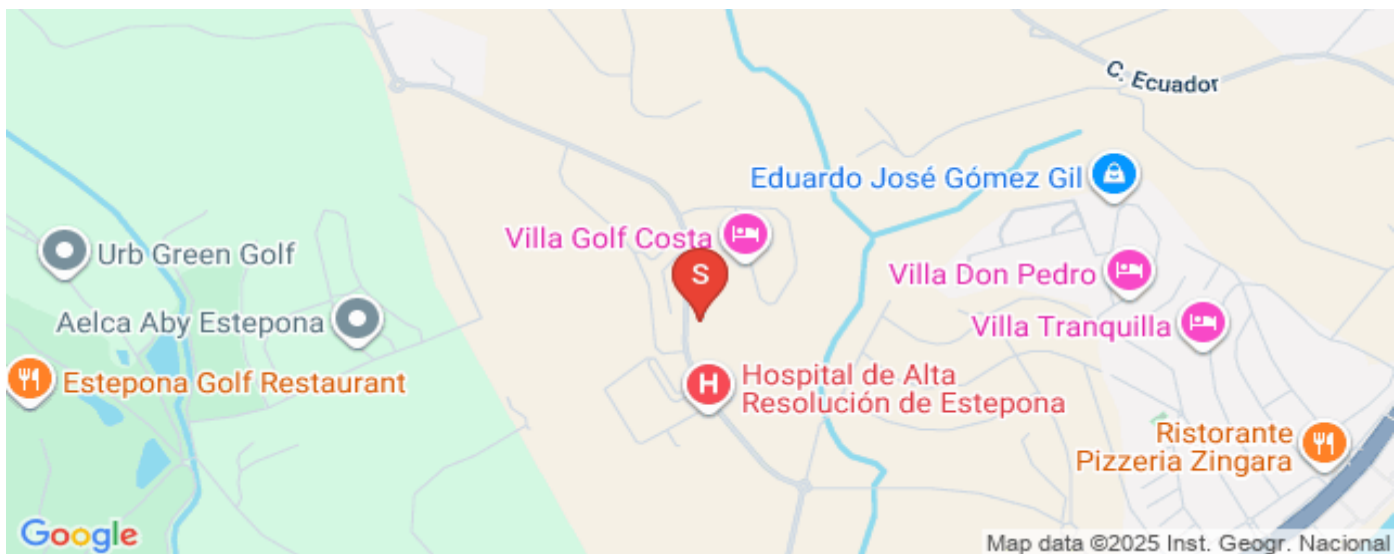 C. Ecuador
Eduardo José Gómez Gil
Villa Golf Costa
Urb Green Golf
S
Villa Don Pedro
Aelca Aby Estepona
Villa Tranquilla
Estepona Golf Restaurant
H
Hospital de Alta
Resolución de Estepona
Ristorante
Pizzeria Zingara
Google
Map data ©2025 Inst. Geogr. Nacional